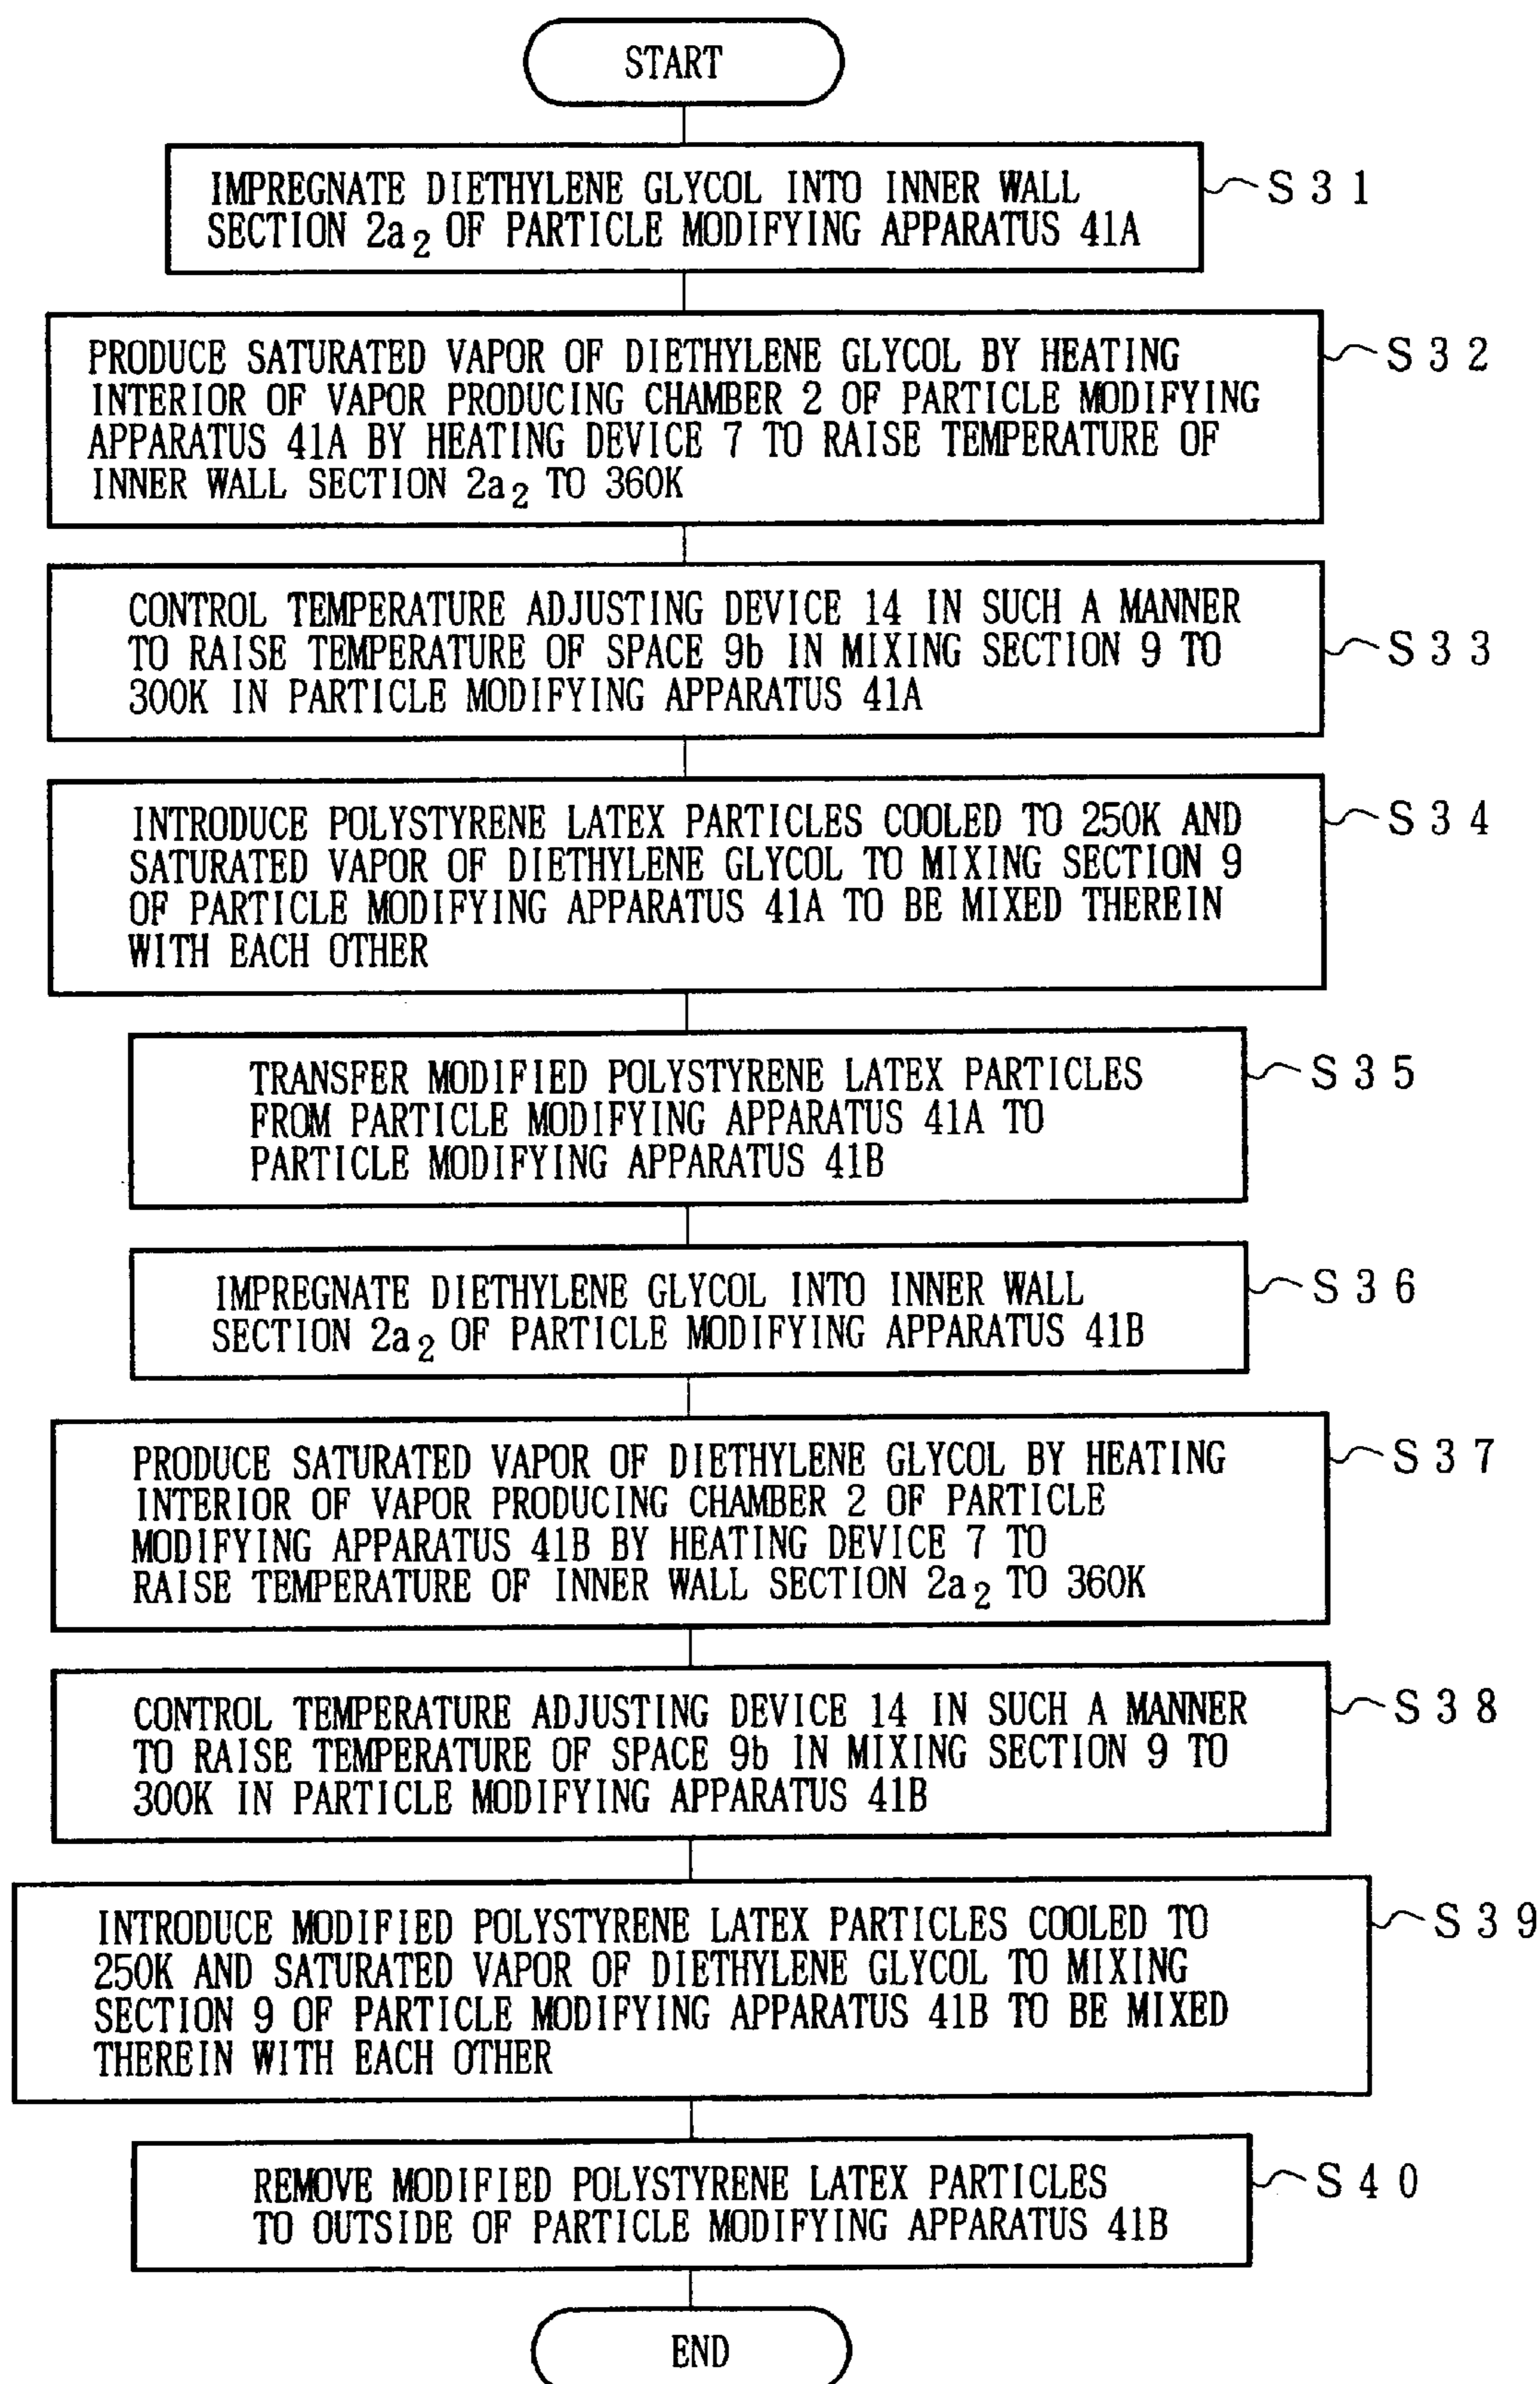 START
IMPREGNATE DIETHYLENE GLYCOL INTO INNER WALL
SECTION 2a2 OF PARTICLE MODIFYING APPARATUS 41A
S31
PRODUCE SATURATED VAPOR OF DIETHYLENE GLYCOL BY HEATING
INTERIOR OF VAPOR PRODUCING CHAMBER 2 OF PARTICLE MODIFYING
APPARATUS 41A BY HEATING DEVICE 7 TO RAISE TEMPERATURE OF
INNER WALL SECTION 2a2 TO 360K
S32
CONTROL TEMPERATURE ADJUSTING DEVICE 14 IN SUCH A MANNER
TO RAISE TEMPERATURE OF SPACE 9b IN MIXING SECTION 9 TO
300K IN PARTICLE MODIFYING APPARATUS 41A
S33
INTRODUCE POLYSTYRENE LATEX PARTICLES COOLED TO 250K AND
SATURATED VAPOR OF DIETHYLENE GLYCOL TO MIXING SECTION 9
OF PARTICLE MODIFYING APPARATUS 41A TO BE MIXED THEREIN
WITH EACH OTHER
S34
TRANSFER MODIFIED POLYSTYRENE LATEX PARTICLES
FROM PARTICLE MODIFYING APPARATUS 41A TO
PARTICLE MODIFYING APPARATUS 41B
S35
IMPREGNATE DIETHYLENE GLYCOL INTO INNER WALL
SECTION 2a2 OF PARTICLE MODIFYING APPARATUS 41B
S36
PRODUCE SATURATED VAPOR OF DIETHYLENE GLYCOL BY HEATING
INTERIOR OF VAPOR PRODUCING CHAMBER 2 OF PARTICLE
MODIFYING APPARATUS 41B BY HEATING DEVICE 7 TO
RAISE TEMPERATURE OF INNER WALL SECTION 2a2 TO 360K
S37
CONTROL TEMPERATURE ADJUSTING DEVICE 14 IN SUCH A MANNER
TO RAISE TEMPERATURE OF SPACE 9b IN MIXING SECTION 9 TO
300K IN PARTICLE MODIFYING APPARATUS 41B
S38
INTRODUCE MODIFIED POLYSTYRENE LATEX PARTICLES COOLED TO
250K AND SATURATED VAPOR OF DIETHYLENE GLYCOL TO MIXING
SECTION 9 OF PARTICLE MODIFYING APPARATUS 41B TO BE MIXED
THEREIN WITH EACH OTHER
S39
REMOVE MODIFIED POLYSTYRENE LATEX PARTICLES
TO OUTSIDE OF PARTICLE MODIFYING APPARATUS 41B
S40
END